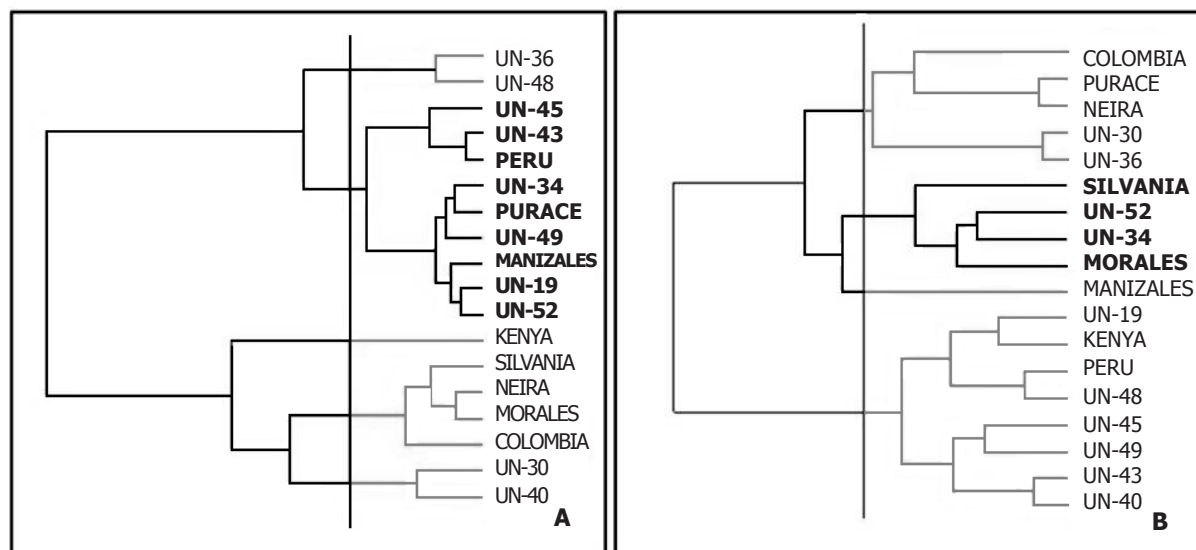 UN-36
UN-48
UN-45
UN-43
PERU
UN-34
PURACE
UN-49
MANIZALES
UN-19
UN-52
KENYA
SILVANIA
NEIRA
MORALES
COLOMBIA
UN-30
UN-40
A
COLOMBIA
PURACE
NEIRA
UN-30
UN-36
SILVANIA
UN-52
UN-34
MORALES
MANIZALES
UN-19
KENYA
PERU
UN-48
UN-45
UN-49
UN-43
UN-40
B